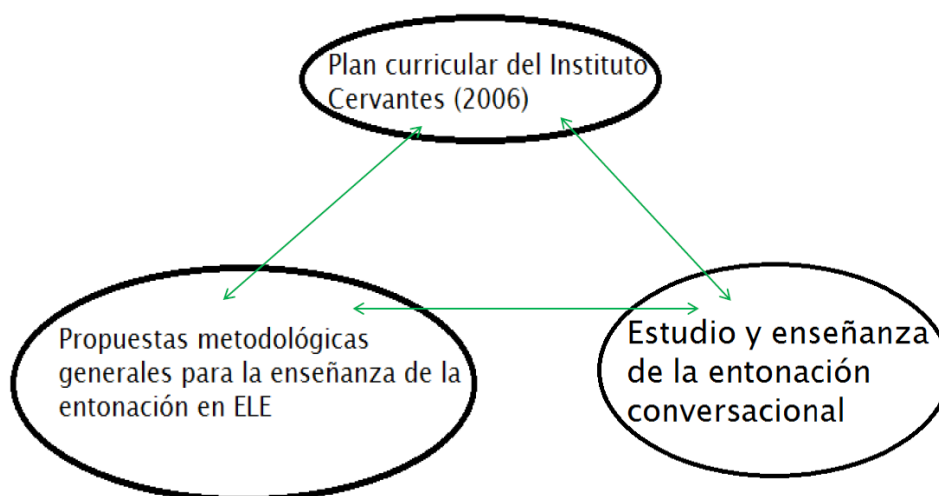 Plan curricular del Instituto
Cervantes (2006)
Propuestas metodológicas
generales para la enseñanza de la
entonación en ELE
Estudio y enseñanza
de la entonación
conversacional